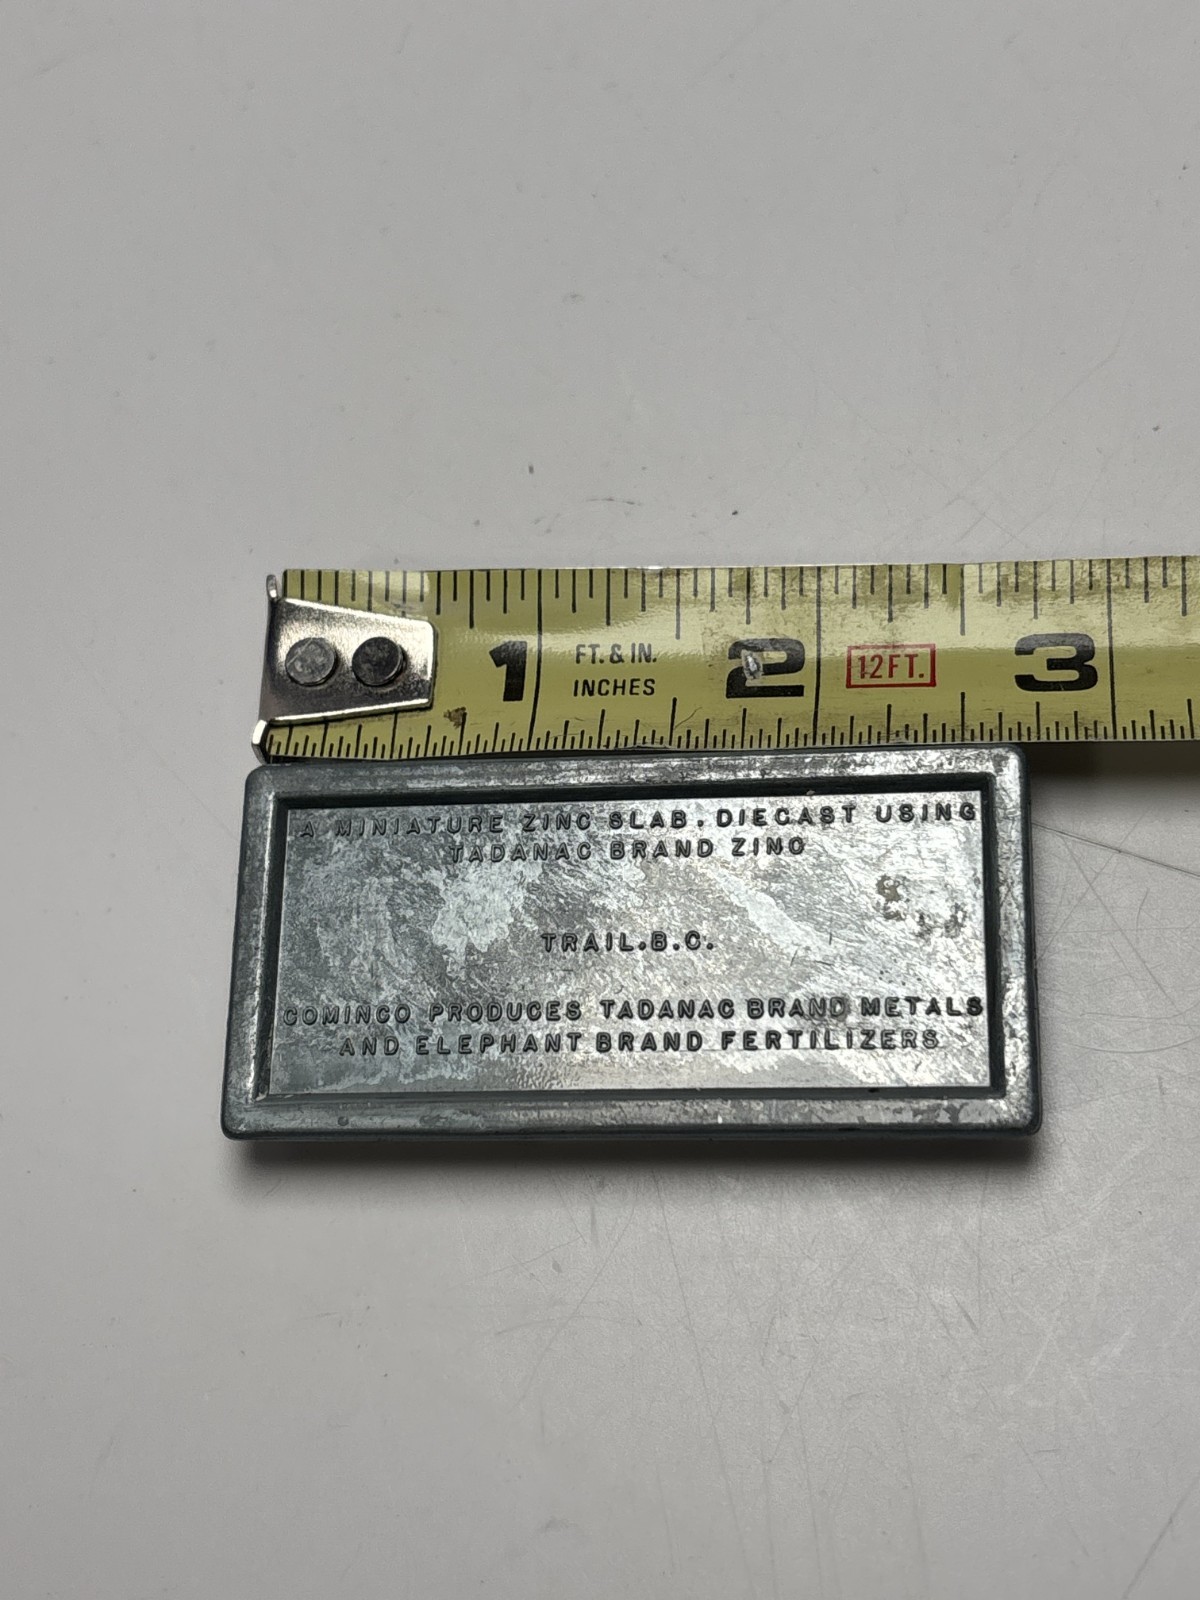 1 FT. & IN. 2 12FT. 3
INCHES
A MINIATURE ZINC SLAB. DIECAST USING
TADANAC BRAND ZINC
TRAIL.B.C.
COMINCO PRODUCES TADANAC BRAND METALS
AND ELEPHANT BRAND FERTILIZERS